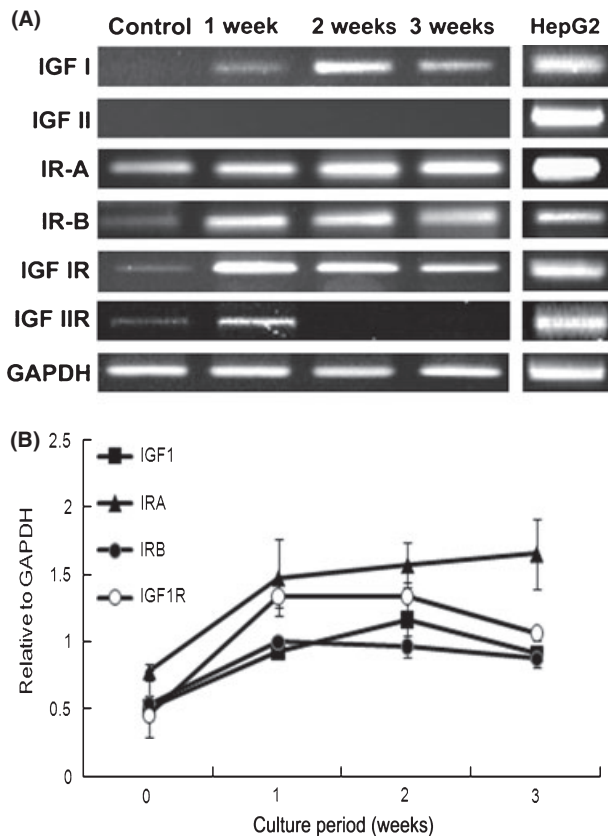 (A)
Control 1 week 2 weeks 3 weeks HepG2
IGF I
IGF II
IR-A
IR-B
IGF IR
IGF IIR
GAPDH
(B)
2.5
2
1.5
1
0.5
0
Relative to GAPDH
IGF1
IRA
IRB
IGF1R
0 1 2 3
Culture period (weeks)